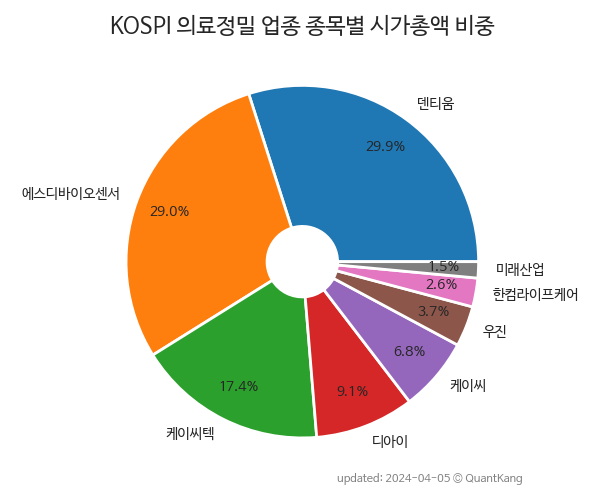 KOSPI 의료정밀 업종 종목별 시가총액 비중
덴티움
29.9%
에스디바이오센서
29.0%
케이씨텍
17.4%
디아이
9.1%
케이씨
6.8%
우진
3.7%
한컴라이프케어
2.6%
미래산업
1.5%
updated: 2024-04-05 © QuantKang